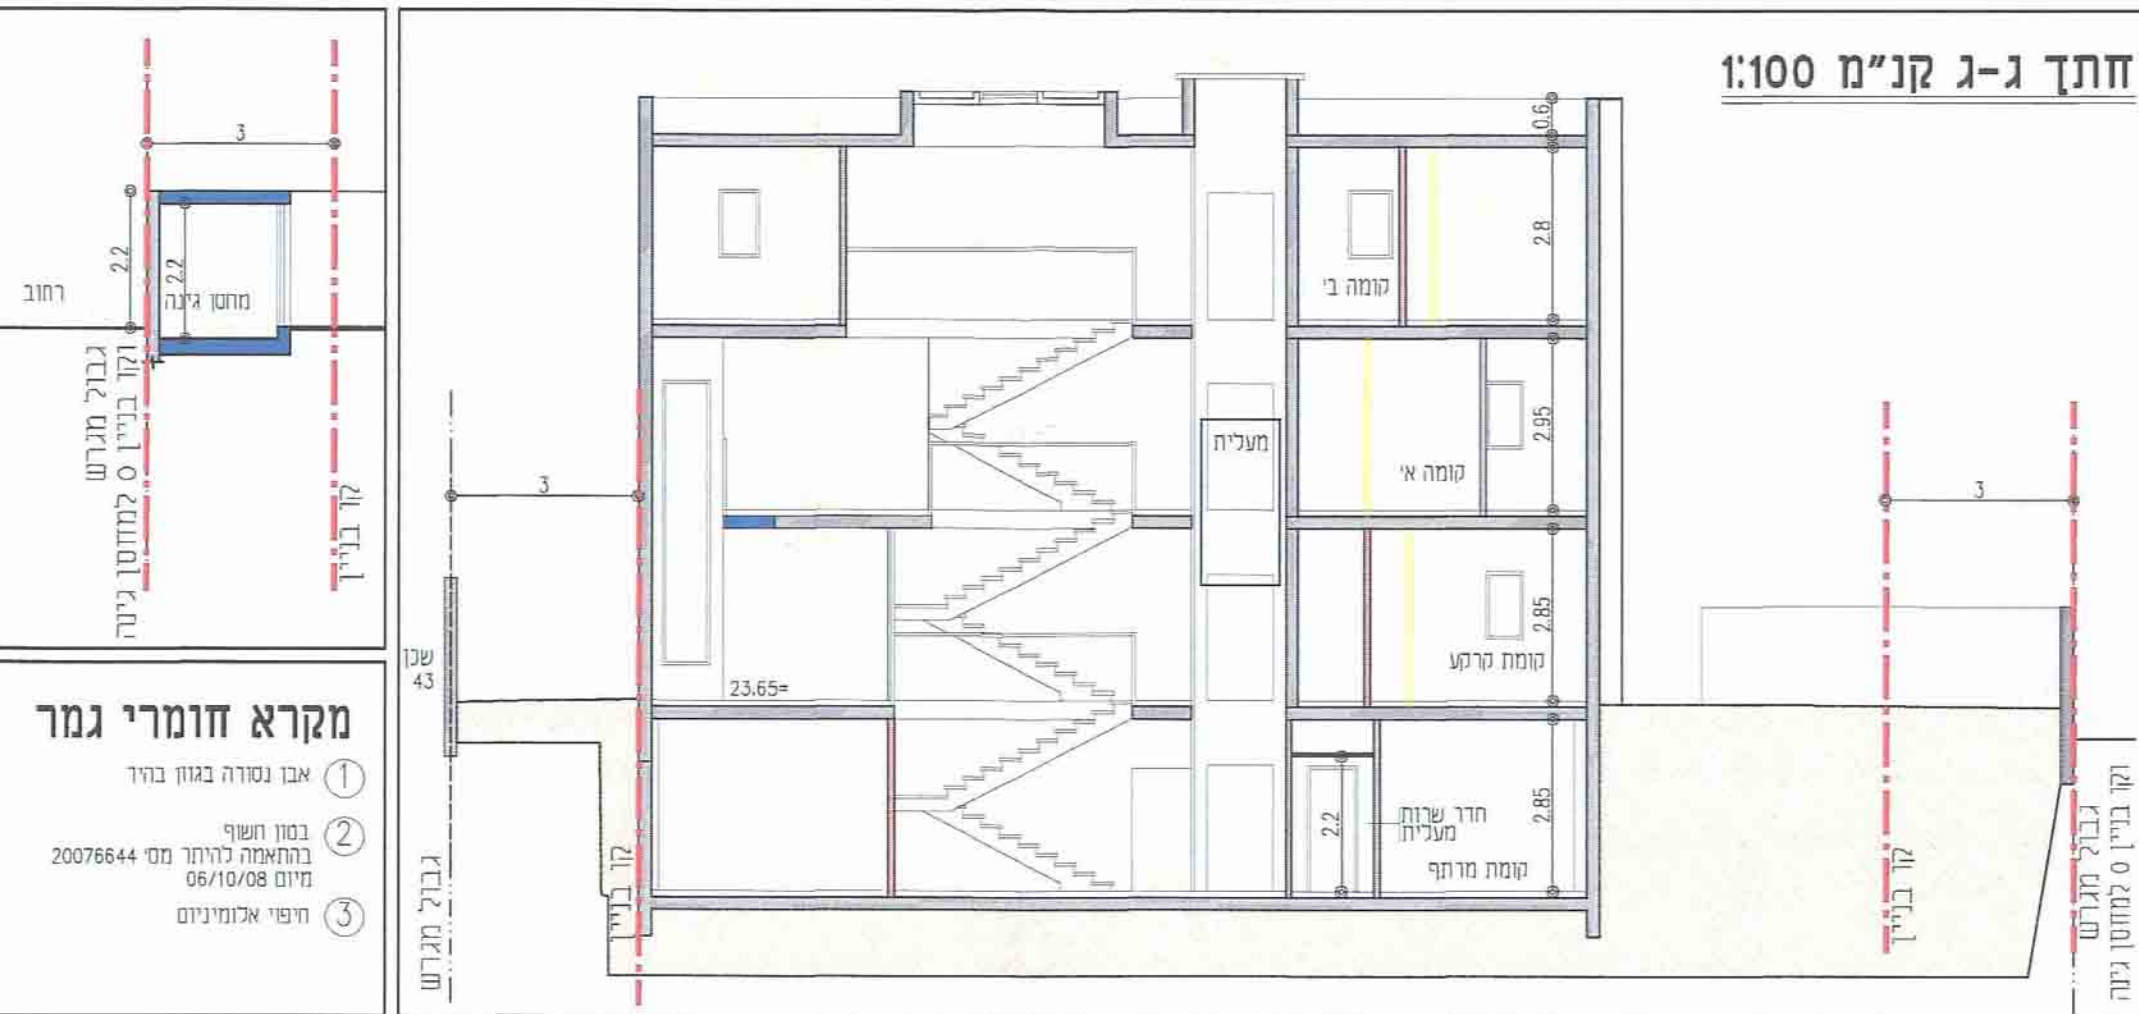 חתך ג-ג קנ"מ 1:100
0.6
2.8
קומה ב'
2.95
קומה א'
מעלית
2.85
קומת קרקע
23.65=
2.85
2.2
חדר שרות
מעלית
קומת מרתף
3
3
שכן
43
גבול מגרש
קו בניין
קו בניין
גבול מגרש
וקו בניין 0 למחסן גינה
3
2.2
2.2
מחסן גינה
רחוב
גבול מגרש
וקו בניין 0 למחסן גינה
קו בניין
מקרא חומרי גמר
1 אבן נסורה בגוון בהיר
2 בטון חשוף
בהתאמה להיתר מס' 20076644
מיום 06/10/08
3 חיפוי אלומיניום